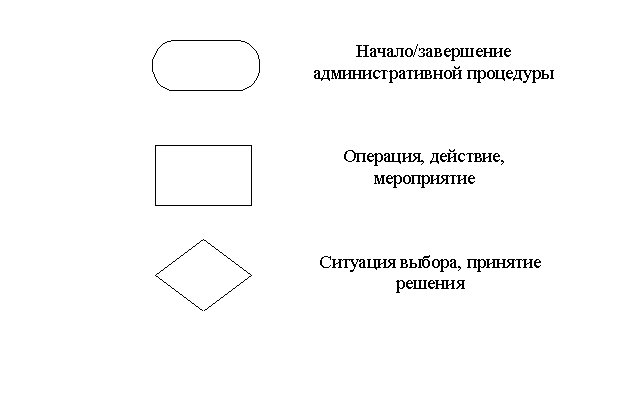 Начало/завершение
административной процедуры
Операция, действие,
мероприятие
Ситуация выбора, принятие
решения